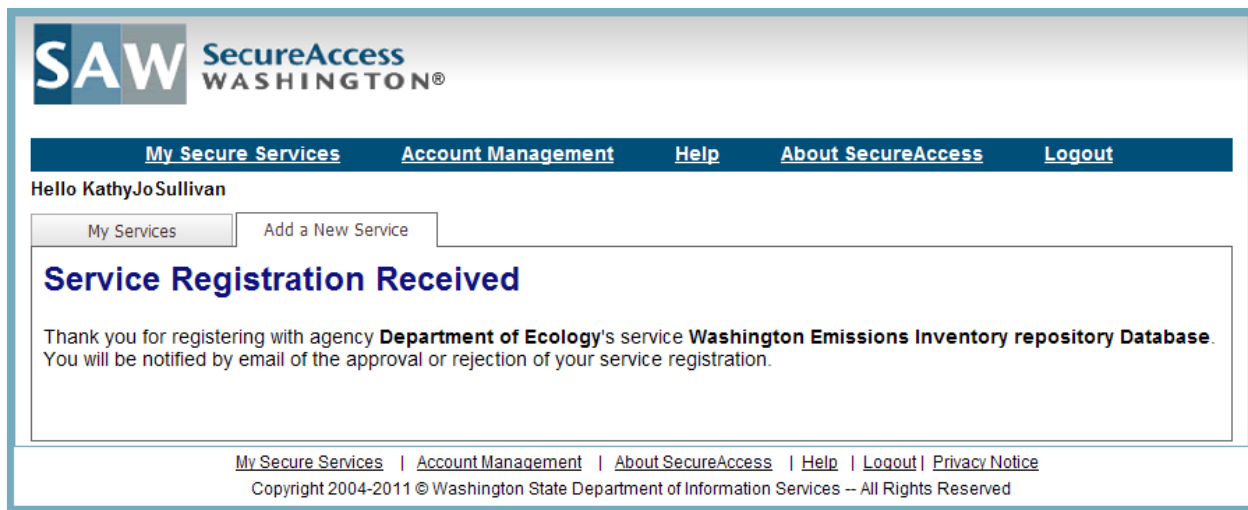 SAW SecureAccess
WASHINGTON®
My Secure Services Account Management Help About SecureAccess Logout
Hello KathyJoSullivan
My Services Add a New Service
Service Registration Received
Thank you for registering with agency Department of Ecology's service Washington Emissions Inventory repository Database.
You will be notified by email of the approval or rejection of your service registration.
My Secure Services | Account Management | About SecureAccess | Help | Logout | Privacy Notice
Copyright 2004-2011 © Washington State Department of Information Services -- All Rights Reserved